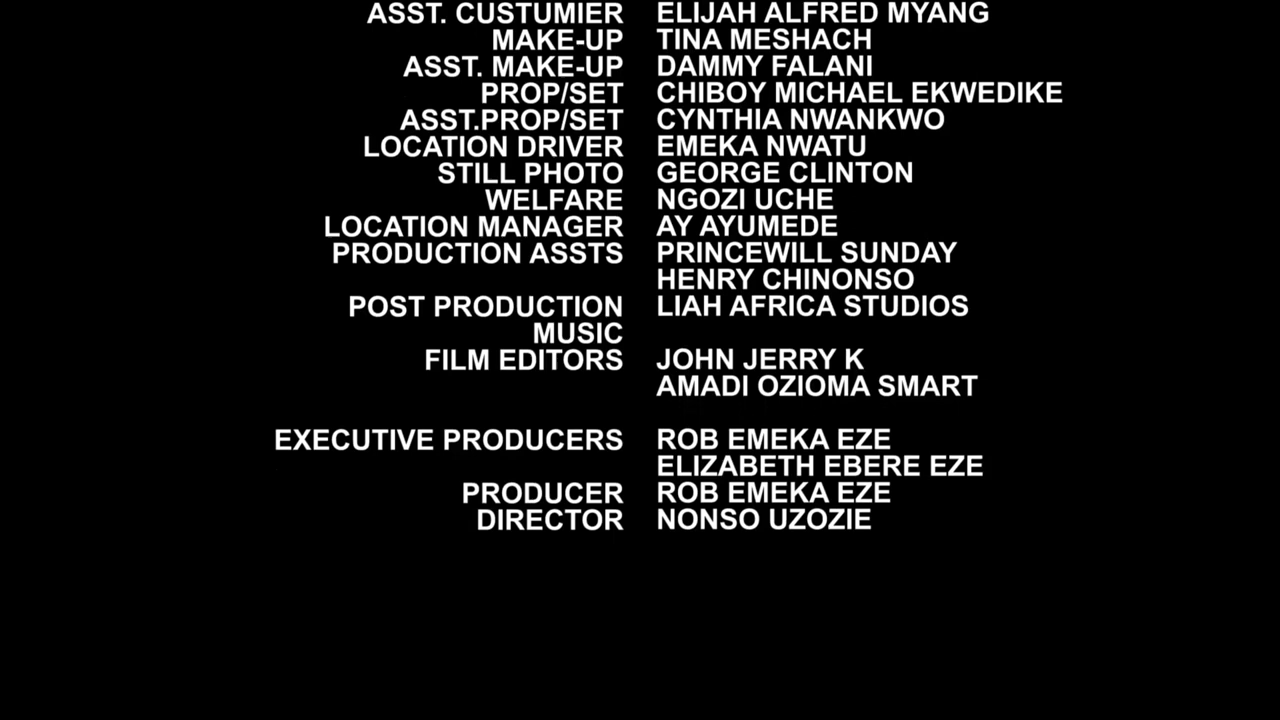 ASST. CUSTUMIER ELIJAH ALFRED MYANG
MAKE-UP TINA MESHACH
ASST. MAKE-UP DAMMY FALANI
PROP/SET CHIBOY MICHAEL EKWEDIKE
ASST.PROP/SET CYNTHIA NWANKWO
LOCATION DRIVER EMEKA NWATU
STILL PHOTO GEORGE CLINTON
WELFARE NGOZI UCHE
LOCATION MANAGER AY AYUMEDE
PRODUCTION ASSTS PRINCEWILL SUNDAY
HENRY CHINONSO
POST PRODUCTION LIAH AFRICA STUDIOS
MUSIC
FILM EDITORS JOHN JERRY K
AMADI OZIOMA SMART
EXECUTIVE PRODUCERS ROB EMEKA EZE
ELIZABETH EBERE EZE
PRODUCER ROB EMEKA EZE
DIRECTOR NONSO UZOZIE